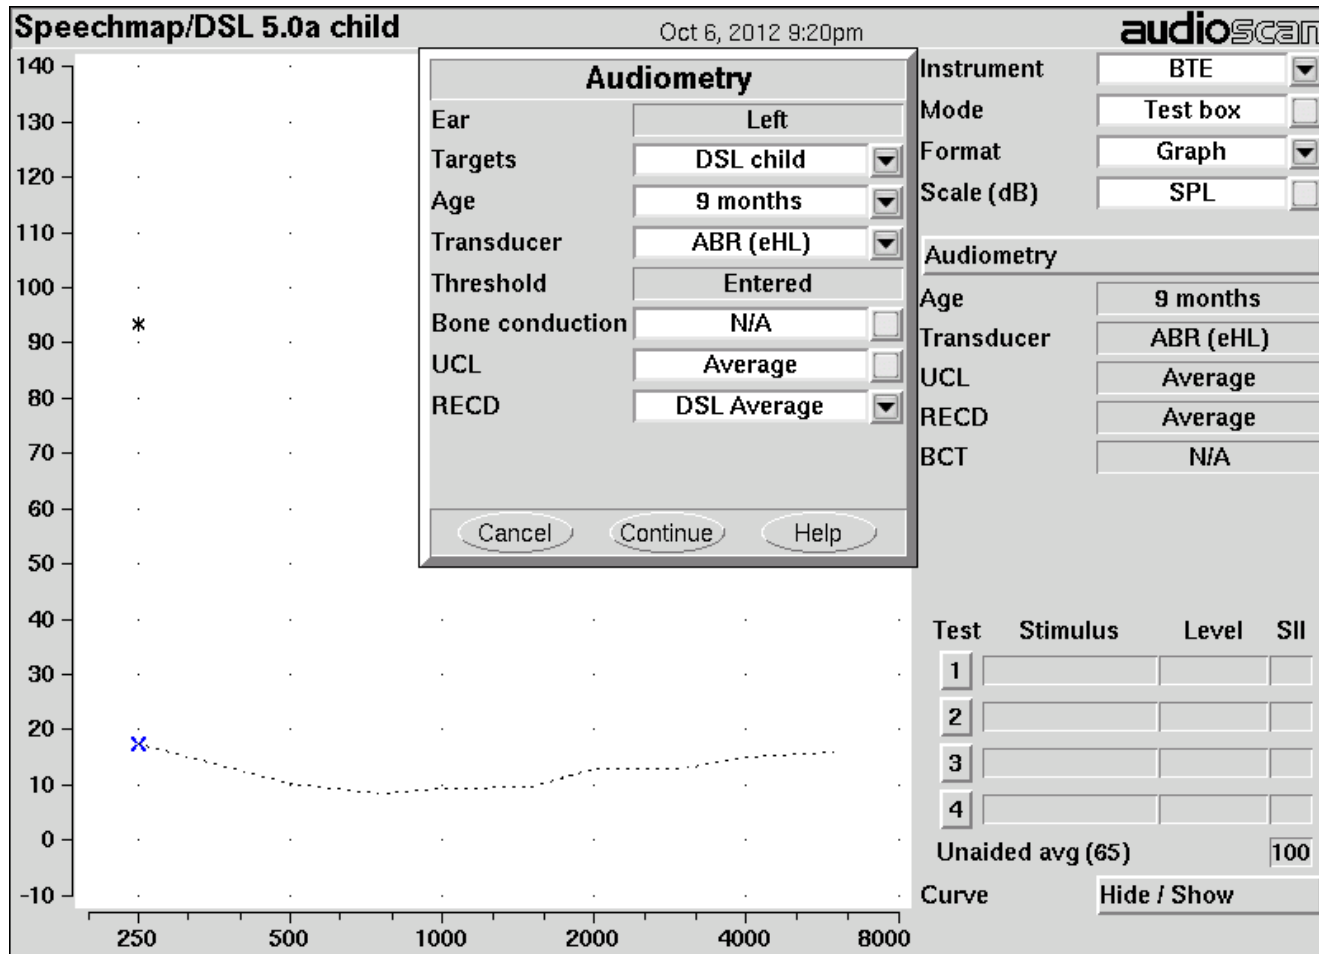 Speechmap/DSL 5.0a child
Oct 6, 2012 9:20pm
audioscan
Audiometry
Ear Left
Targets DSL child
Age 9 months
Transducer ABR (eHL)
Threshold Entered
Bone conduction N/A
UCL Average
RECD DSL Average
Cancel Continue Help
Instrument BTE
Mode Test box
Format Graph
Scale (dB) SPL
Audiometry
Age 9 months
Transducer ABR (eHL)
UCL Average
RECD Average
BCT N/A
Test Stimulus Level SII
1
2
3
4
Unaided avg (65) 100
Curve Hide / Show
140
130
120
110
100
90
80
70
60
50
40
30
20
10
0
-10
250 500 1000 2000 4000 8000